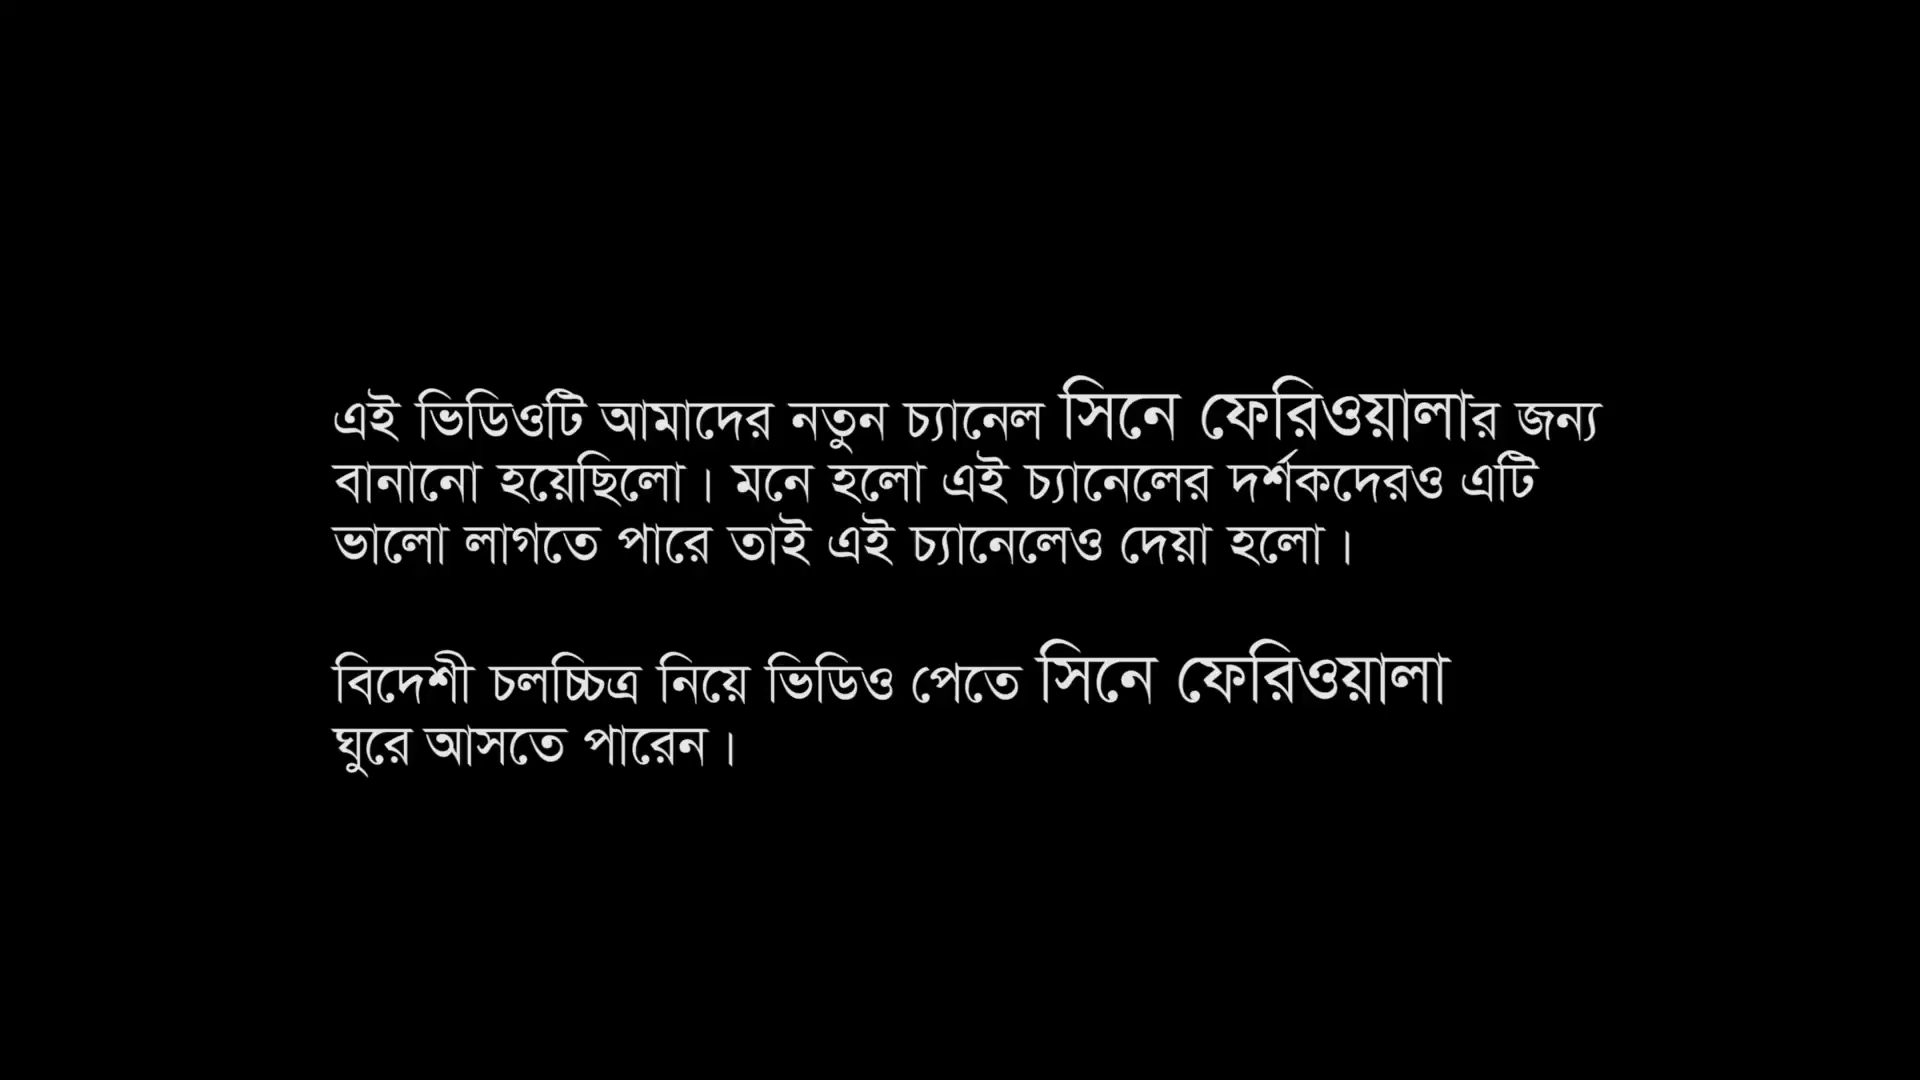 এই ভিডিওটি আমাদের নতুন চ্যানেল সিনে ফেরিওয়ালার জন্য
বানানো হয়েছিলো। মনে হলো এই চ্যানেলের দর্শকদেরও এটি
ভালো লাগতে পারে তাই এই চ্যানেলেও দেয়া হলো।
বিদেশী চলচ্চিত্র নিয়ে ভিডিও পেতে সিনে ফেরিওয়ালা
ঘুরে আসতে পারেন।